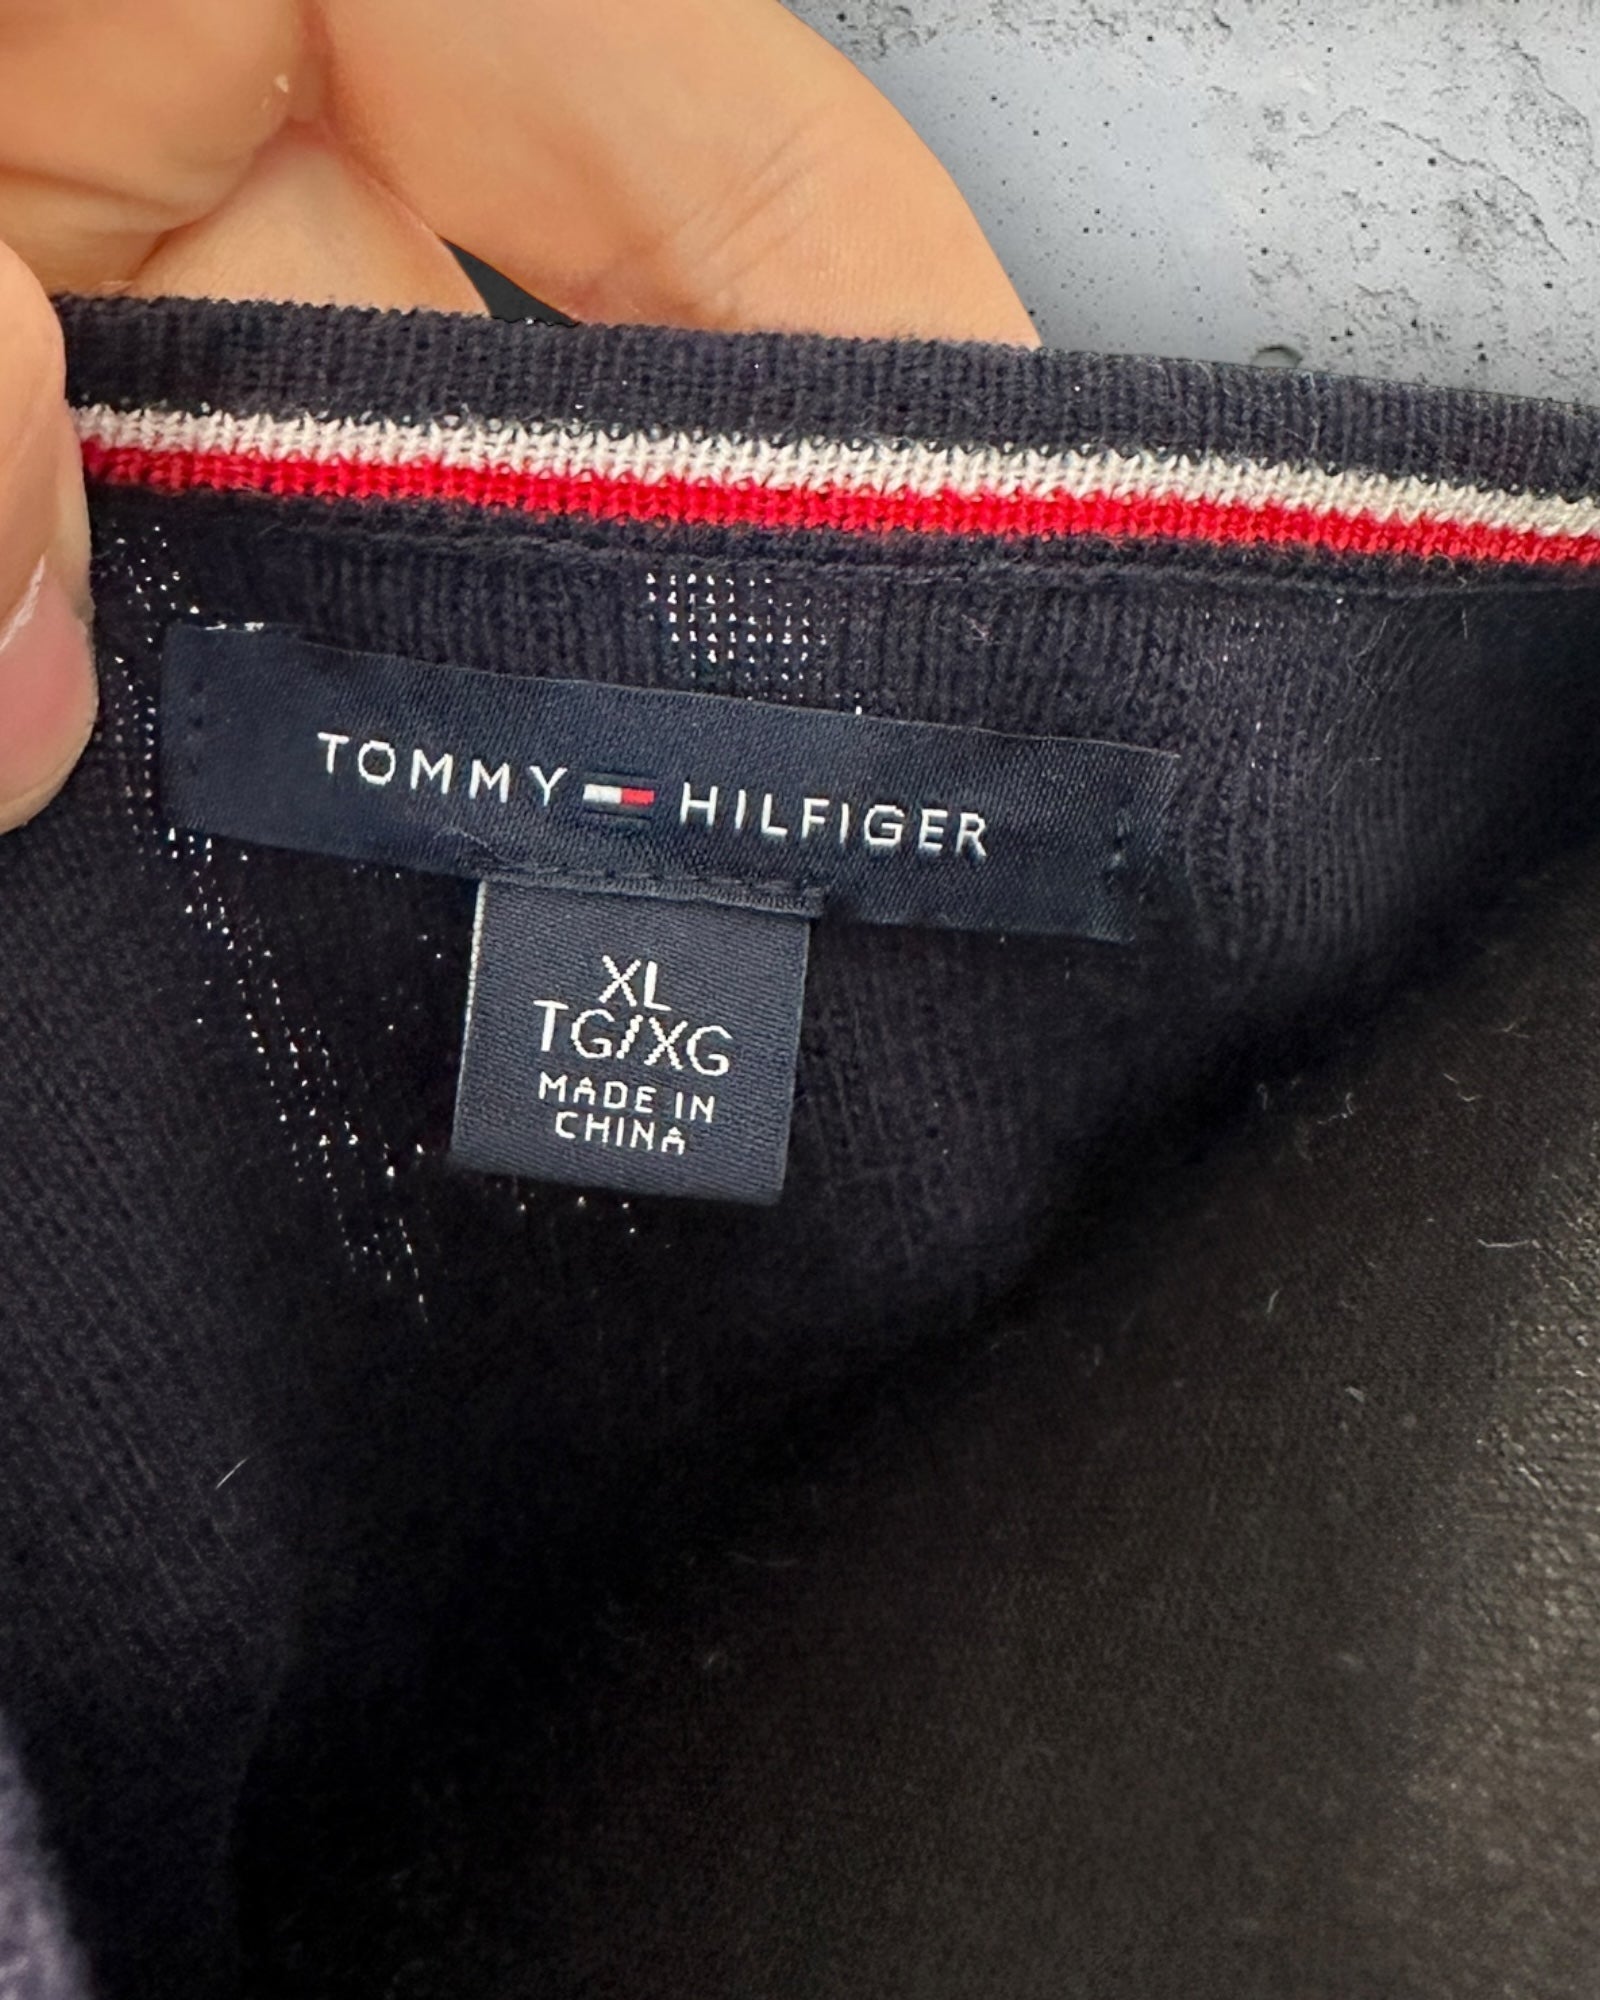 TOMMY HILFIGER
XL
TG/XG
MADE IN
CHINA